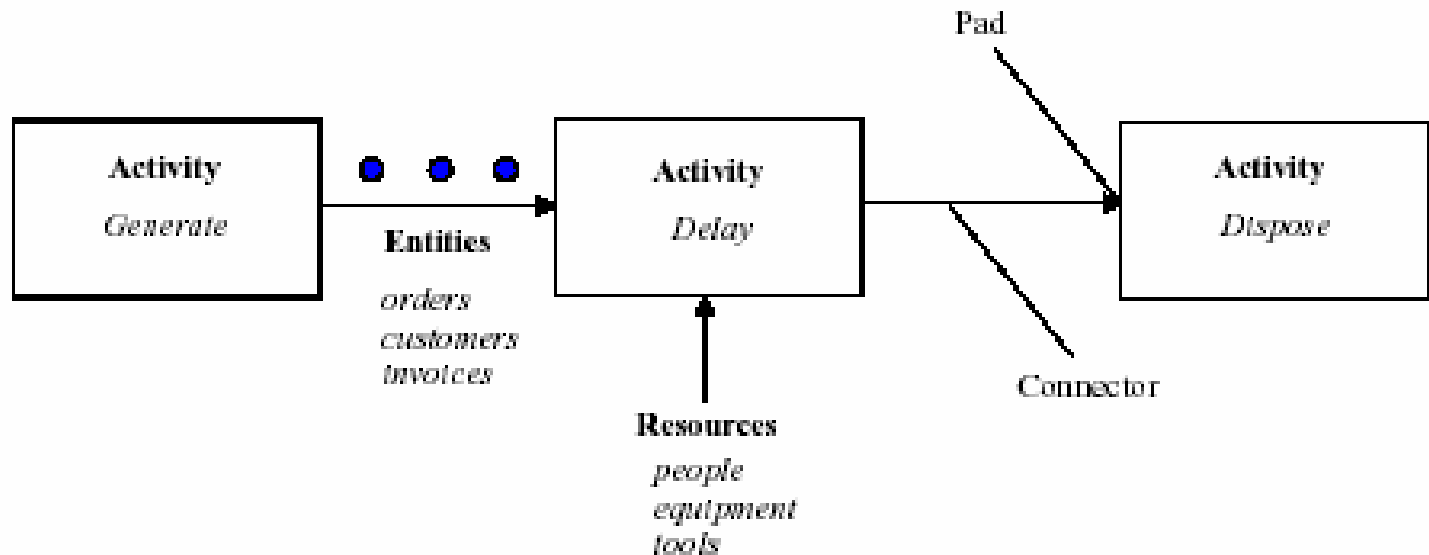 Pad
Activity
Generate
Activity
Delay
Activity
Dispose
Entities
orders
customers
invoices
Connector
Resources
people
equipment
tools